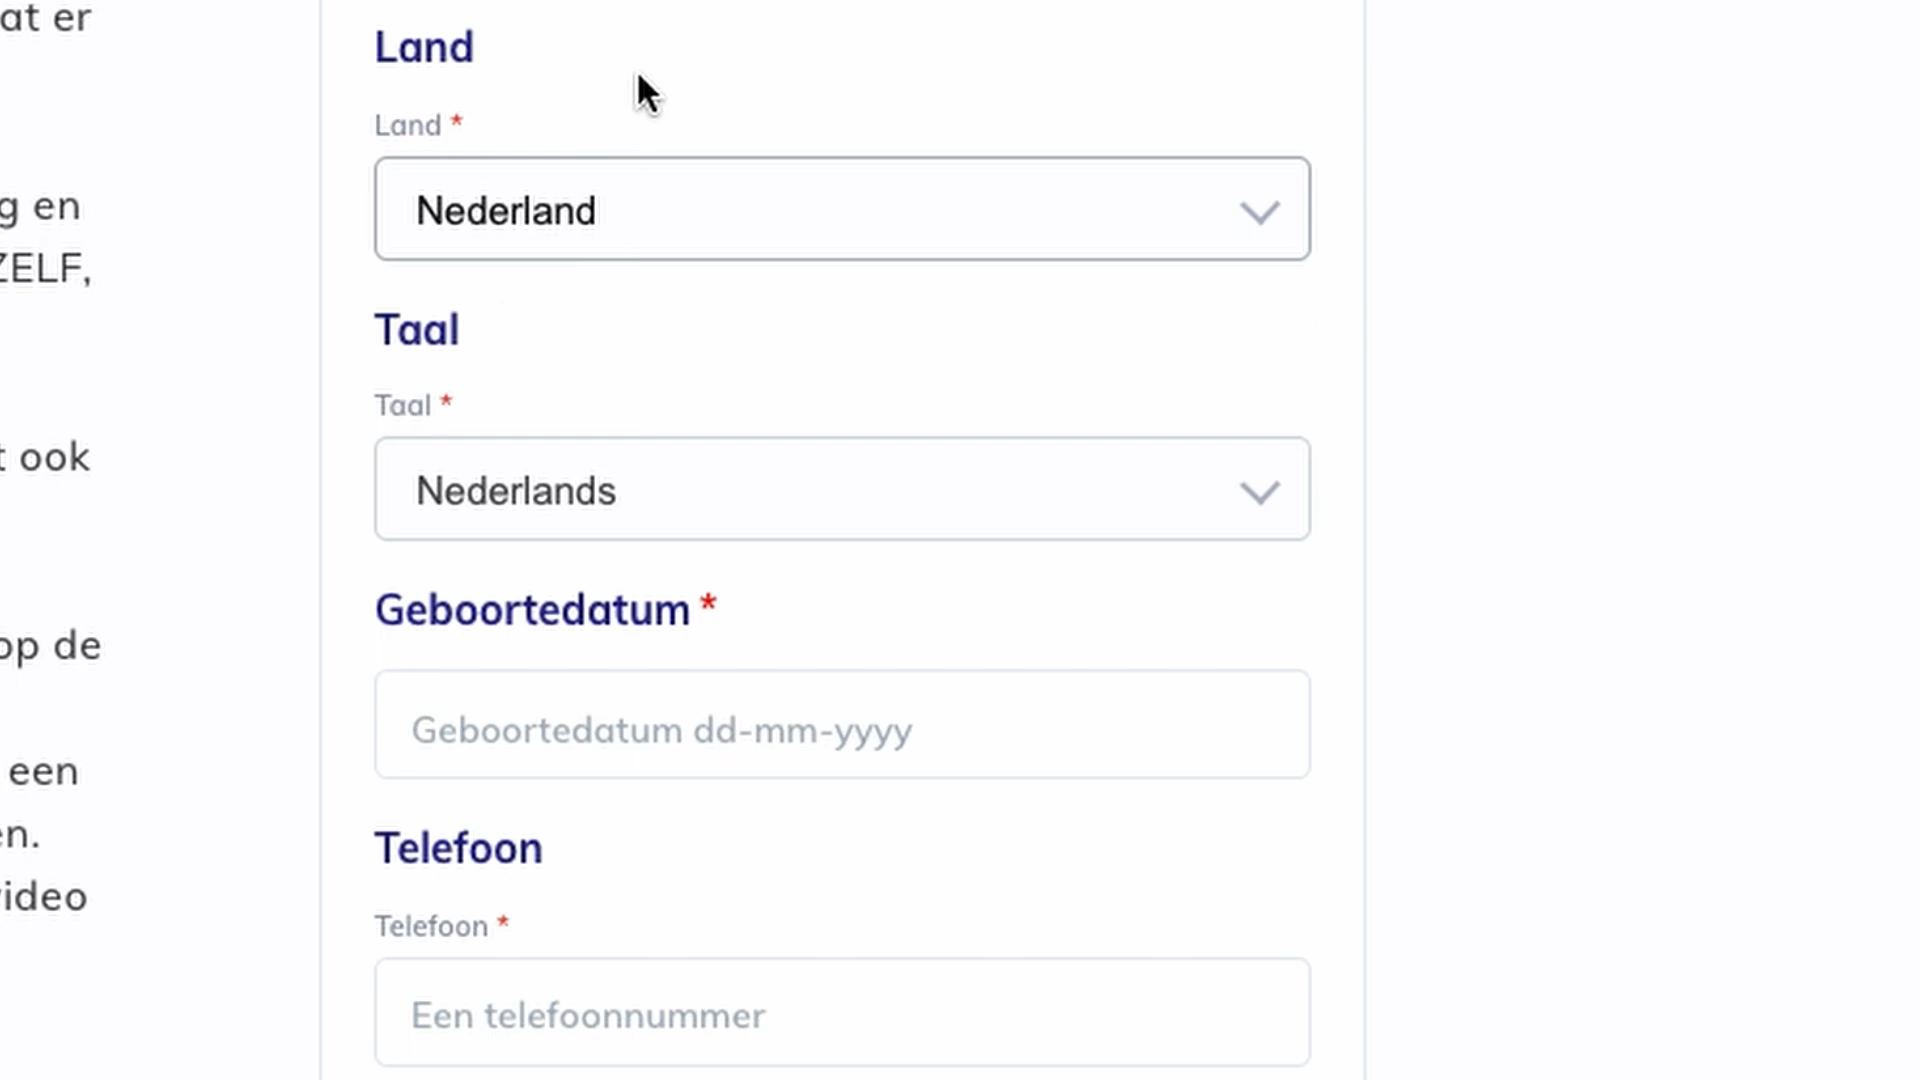 at er
g en
ZELF,
t ook
op de
een
en.
video
Land
Land *
Nederland
Taal
Taal *
Nederlands
Geboortedatum *
Geboortedatum dd-mm-yyyy
Telefoon
Telefoon *
Een telefoonnummer